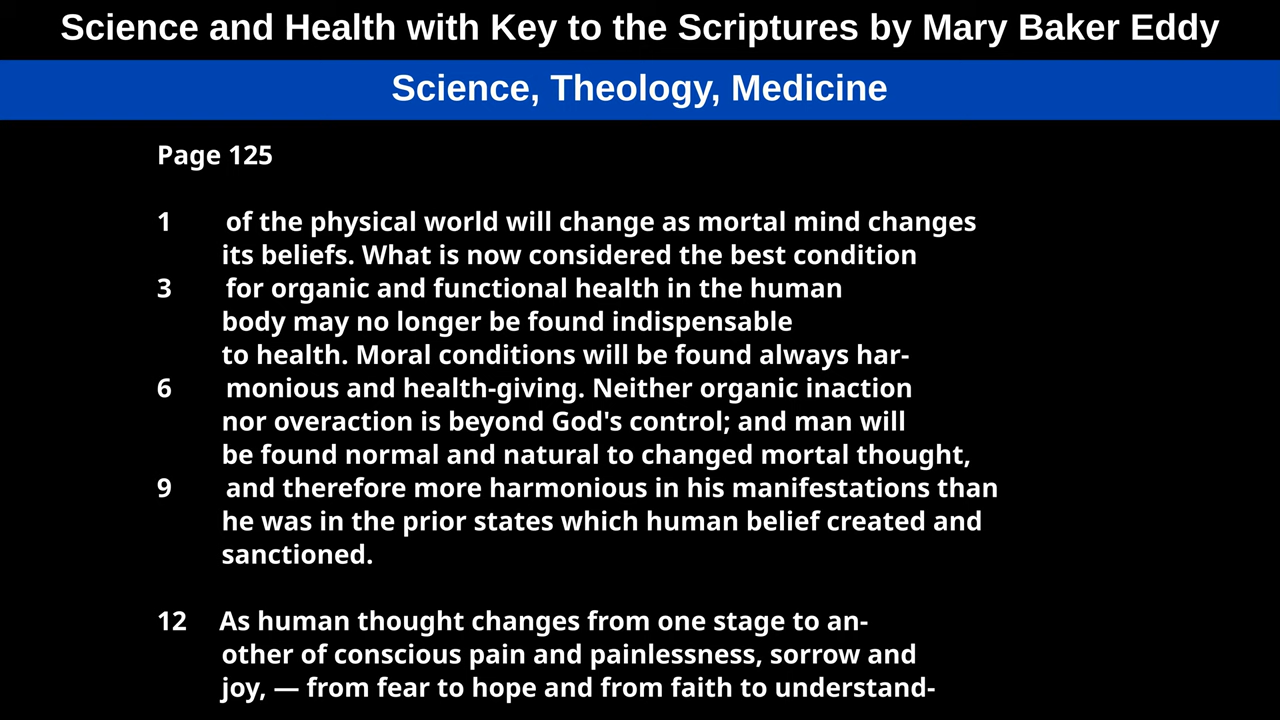 Science and Health with Key to the Scriptures by Mary Baker Eddy
Science, Theology, Medicine
Page 125
1 of the physical world will change as mortal mind changes
its beliefs. What is now considered the best condition
3 for organic and functional health in the human
body may no longer be found indispensable
to health. Moral conditions will be found always har-
6 monious and health-giving. Neither organic inaction
nor overaction is beyond God's control; and man will
be found normal and natural to changed mortal thought,
9 and therefore more harmonious in his manifestations than
he was in the prior states which human belief created and
sanctioned.
12 As human thought changes from one stage to an-
other of conscious pain and painlessness, sorrow and
joy, — from fear to hope and from faith to understand-